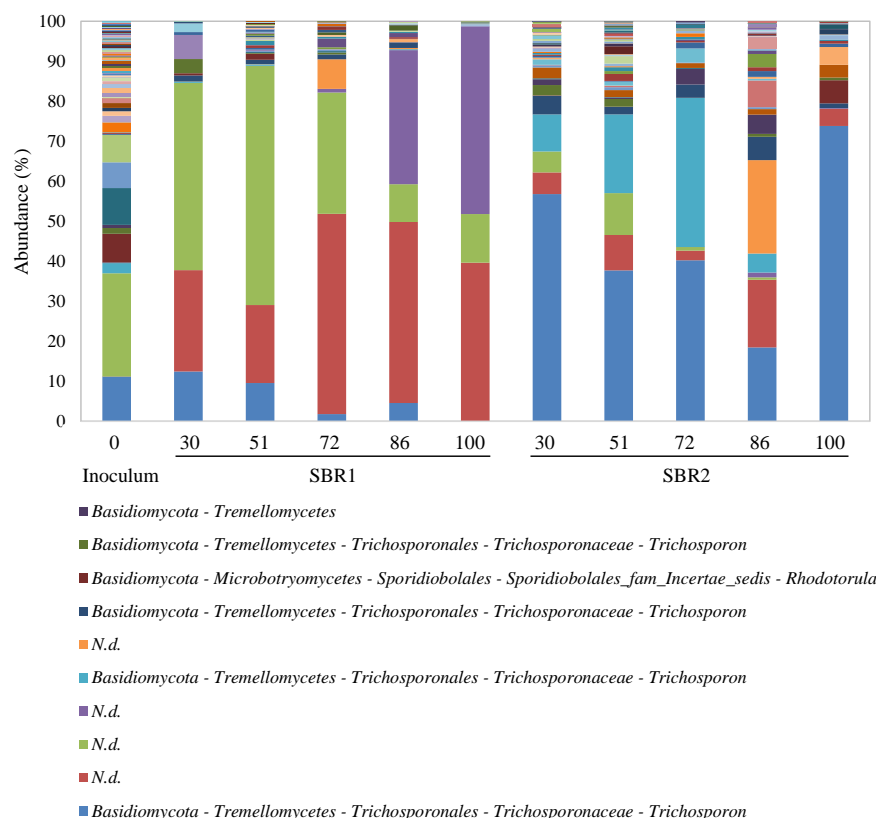 Abundance (%)
100
90
80
70
60
50
40
30
20
10
0
0 30 51 72 86 100 30 51 72 86 100
Inoculum SBR1 SBR2
Basidiomycota - Tremellomycetes
Basidiomycota - Tremellomycetes - Trichosporonales - Trichosporonaceae - Trichosporon
Basidiomycota - Microbotryomycetes - Sporidiobolales - Sporidiobolales_fam_Incertae_sedis - Rhodotorula
Basidiomycota - Tremellomycetes - Trichosporonales - Trichosporonaceae - Trichosporon
N.d.
Basidiomycota - Tremellomycetes - Trichosporonales - Trichosporonaceae - Trichosporon
N.d.
N.d.
N.d.
Basidiomycota - Tremellomycetes - Trichosporonales - Trichosporonaceae - Trichosporon